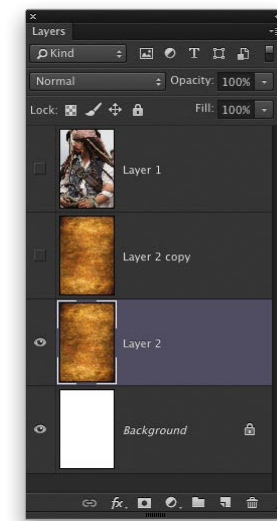 Layers
Kind
Normal Opacity: 100%
Lock: Fill: 100%
Layer 1
Layer 2 copy
Layer 2
Background
fx